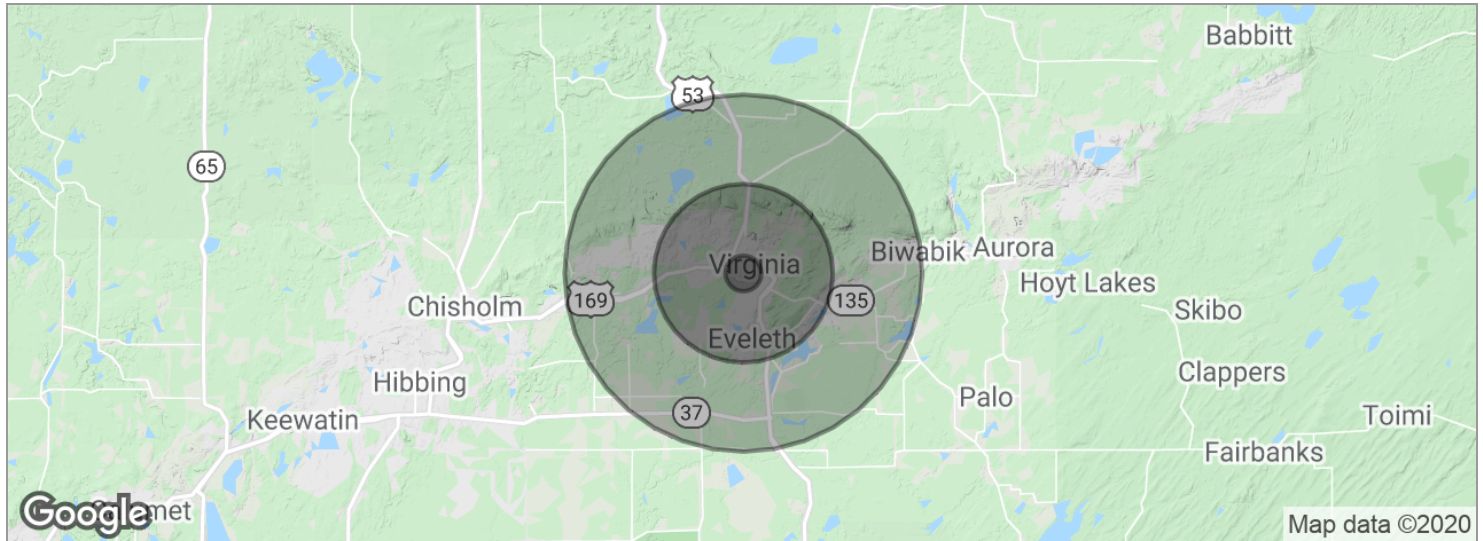 Babbitt
53
65
Biwabik
Aurora
Virginia
Hoyt Lakes
169
135
Chisholm
Skibo
Eveleth
Clappers
Hibbing
Palo
37
Keewatin
Toimi
Fairbanks
Google
Map data ©2020